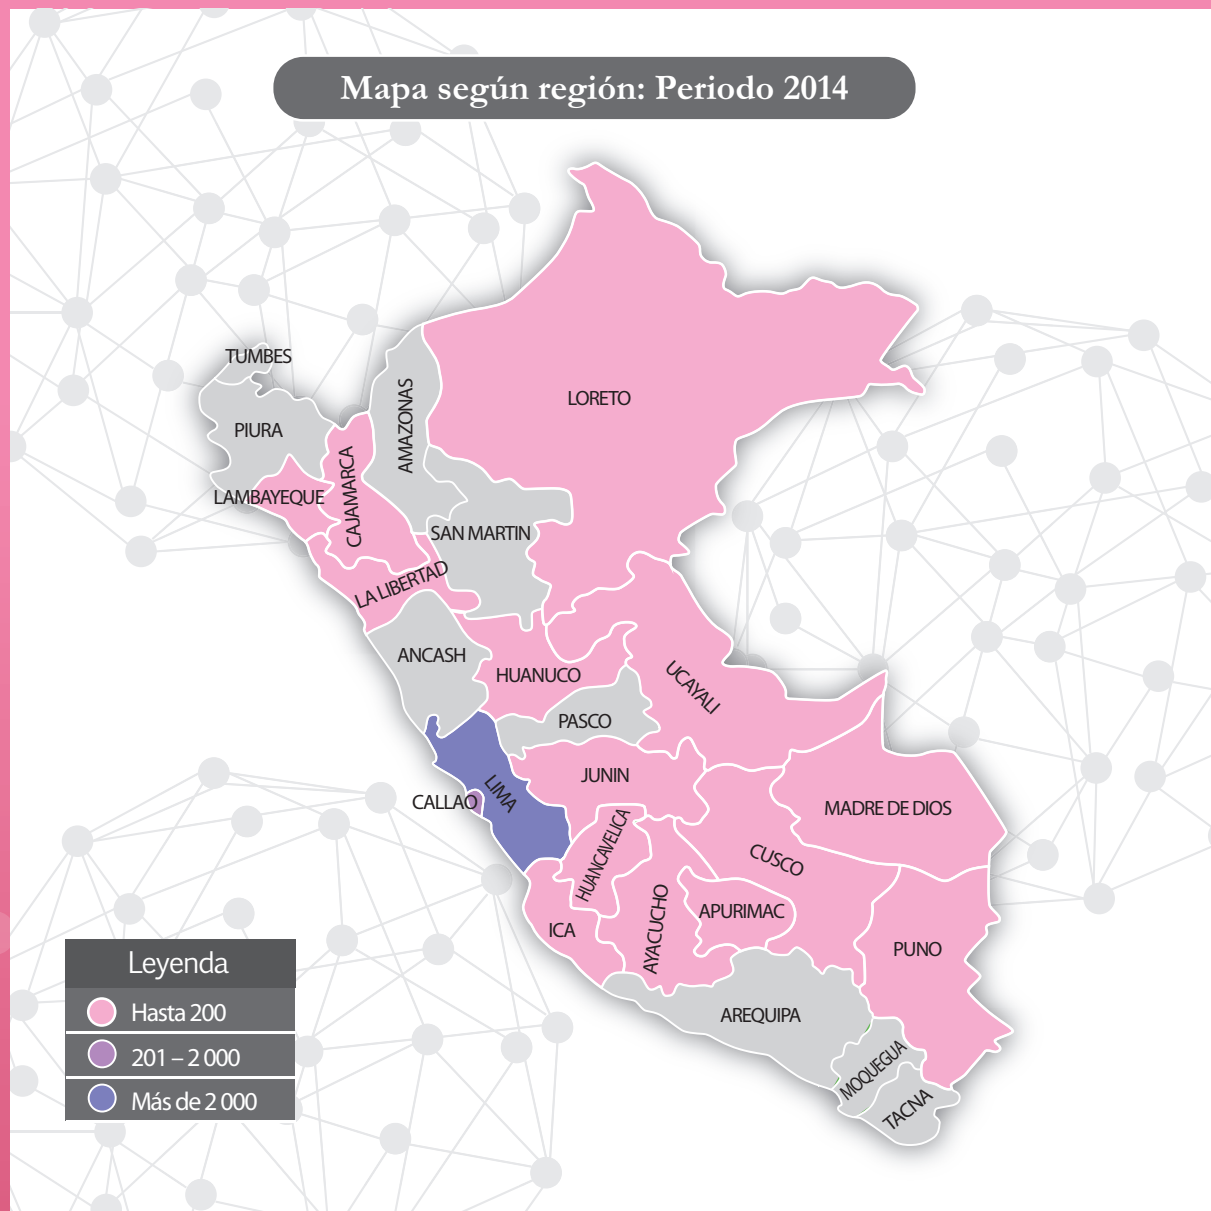 Mapa según región: Periodo 2014
TUMBES
PIURA
AMAZONAS
LORETO
LAMBAYEQUE
CAJAMARCA
SAN MARTIN
LA LIBERTAD
ANCASH
HUANUCO
UCAYALI
PASCO
JUNIN
LIMA
CALLAO
MADRE DE DIOS
HUANCAVELICA
CUSCO
APURIMAC
AYACUCHO
ICA
PUNO
AREQUIPA
MOQUEGUA
TACNA
Leyenda
Hasta 200
201 – 2 000
Más de 2 000